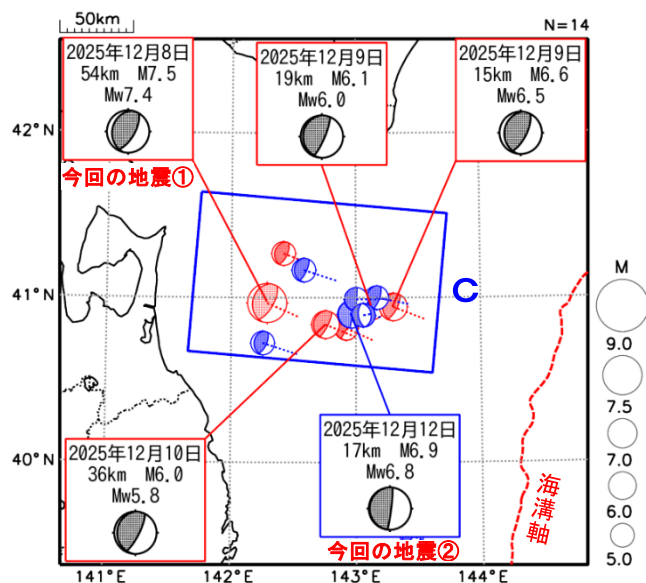 50km
N=14
2025年12月8日
54km M7.5
Mw7.4
今回の地震①
2025年12月9日
19km M6.1
Mw6.0
2025年12月9日
15km M6.6
Mw6.5
42°N
41°N
40°N
C
M
9.0
7.5
7.0
6.0
5.0
2025年12月10日
36km M6.0
Mw5.8
2025年12月12日
17km M6.9
Mw6.8
今回の地震②
海溝軸
141°E
142°E
143°E
144°E